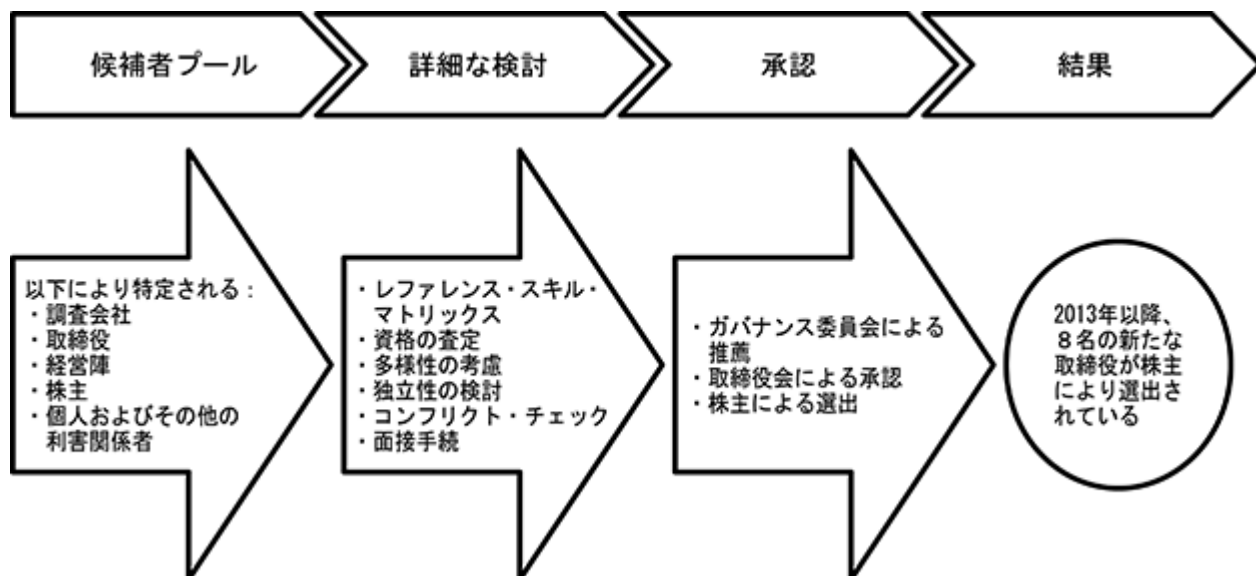 候補者プール
詳細な検討
承認
結果
以下により特定される:
・調査会社
・取締役
・経営陣
・株主
・個人およびその他の
利害関係者
・レファレンス・スキル・
マトリックス
・資格の査定
・多様性の考慮
・独立性の検討
・コンフリクト・チェック
・面接手続
・ガバナンス委員会による
推薦
・取締役会による承認
・株主による選出
2013年以降、
8名の新たな
取締役が株主
により選出さ
れている